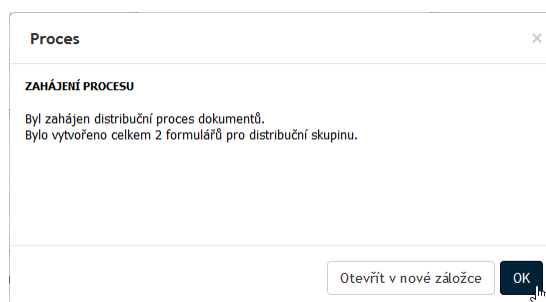 Proces
×
ZAHÁJENÍ PROCESU
Byl zahájen distribuční proces dokumentů.
Bylo vytvořeno celkem 2 formulářů pro distribuční skupinu.
Otevřít v nové záložce
OK